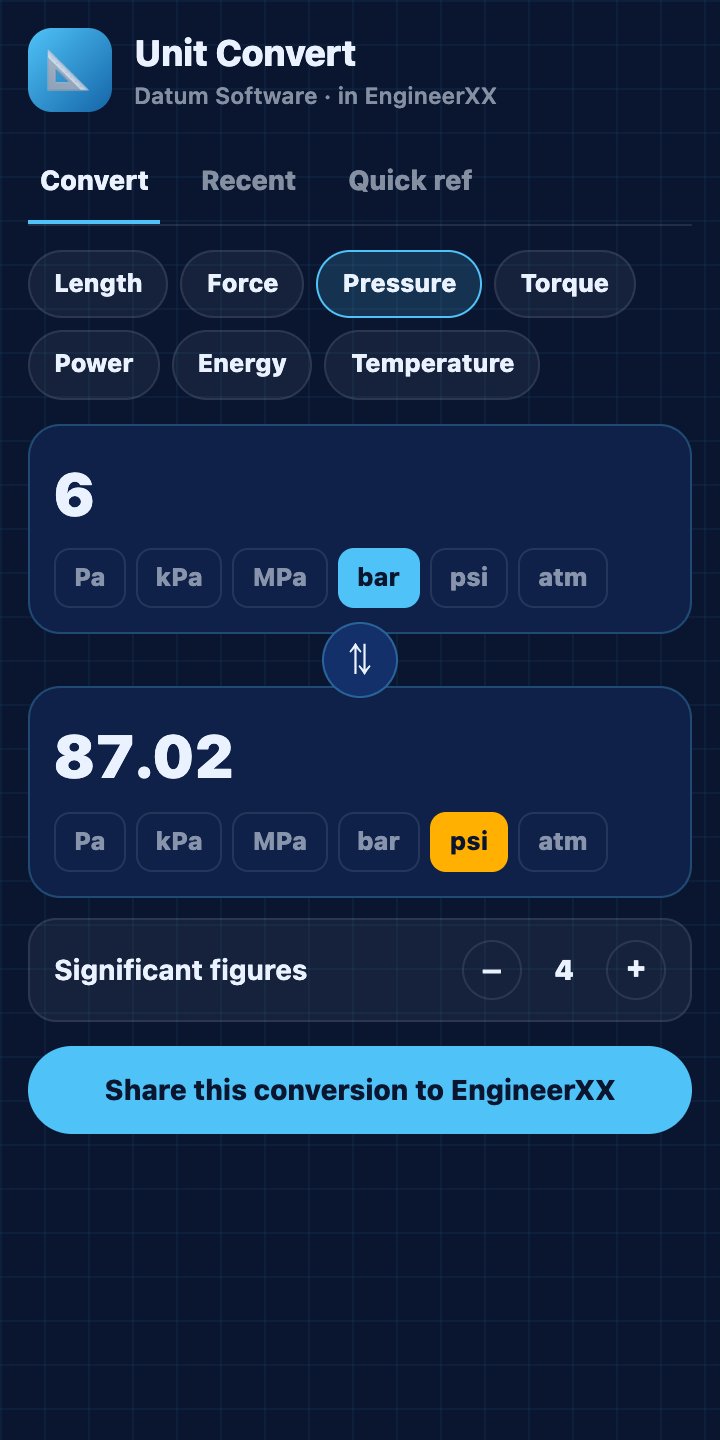 Unit Convert
Datum Software · in EngineerXX
Convert Recent Quick ref
Length Force Pressure Torque
Power Energy Temperature
6
Pa kPa MPa bar psi atm
⇅
87.02
Pa kPa MPa bar psi atm
Significant figures − 4 +
Share this conversion to EngineerXX